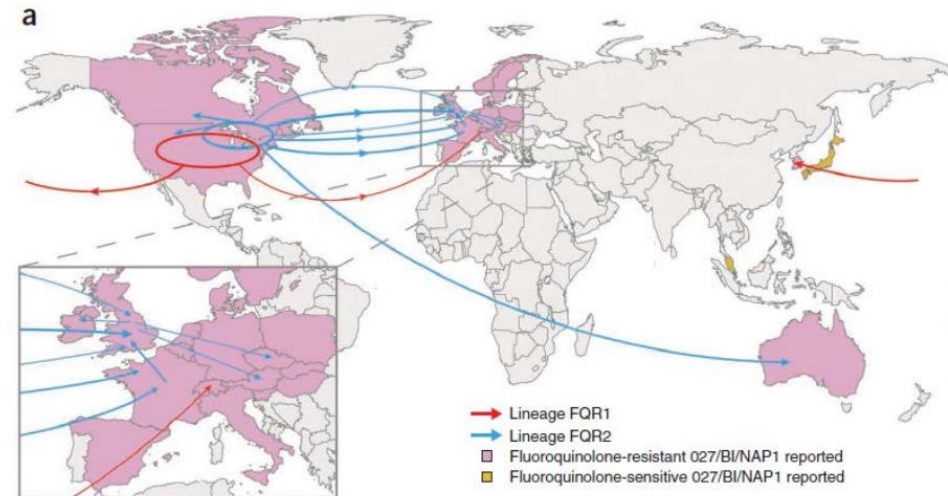 a
Lineage FQR1
Lineage FQR2
Fluoroquinolone-resistant 027/BI/NAP1 reported
Fluoroquinolone-sensitive 027/BI/NAP1 reported